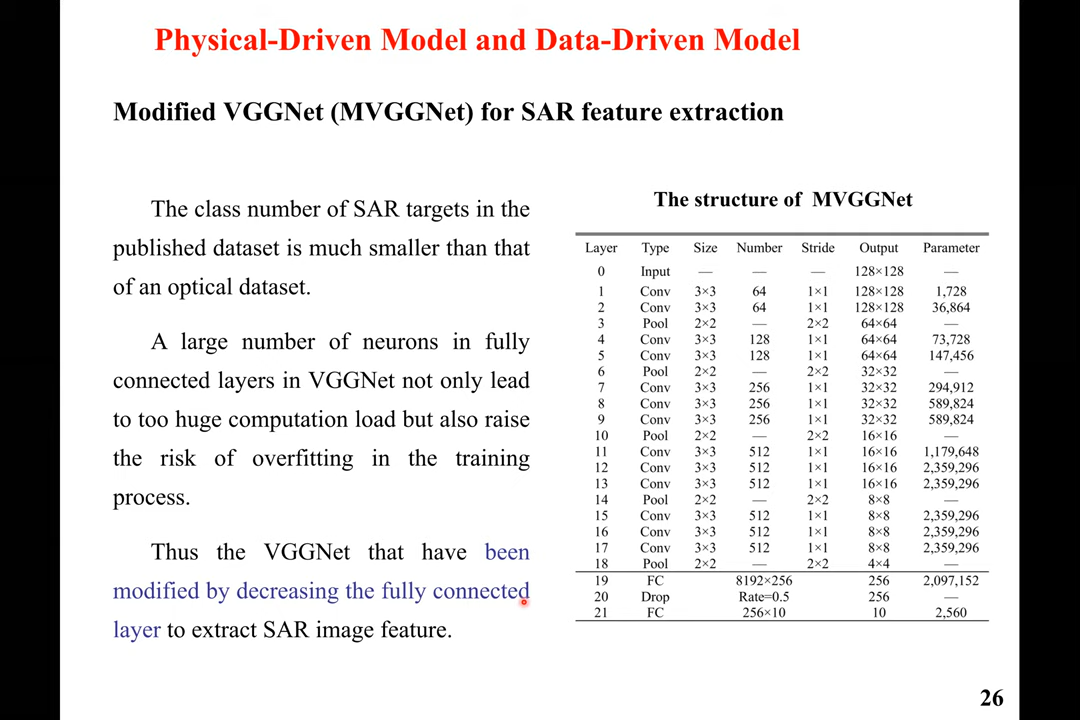 Physical-Driven Model and Data-Driven Model
Modified VGGNet (MVGGNet) for SAR feature extraction
The class number of SAR targets in the
published dataset is much smaller than that
of an optical dataset.
A large number of neurons in fully
connected layers in VGGNet not only lead
to too huge computation load but also raise
the risk of overfitting in the training
process.
Thus the VGGNet that have been
modified by decreasing the fully connected
layer to extract SAR image feature.
The structure of MVGGNet
Layer Type Size Number Stride Output Parameter
0 Input — — — 128×128 —
1 Conv 3×3 64 1×1 128×128 1,728
2 Conv 3×3 64 1×1 128×128 36,864
3 Pool 2×2 — 2×2 64×64 —
4 Conv 3×3 128 1×1 64×64 73,728
5 Conv 3×3 128 1×1 64×64 147,456
6 Pool 2×2 — 2×2 32×32 —
7 Conv 3×3 256 1×1 32×32 294,912
8 Conv 3×3 256 1×1 32×32 589,824
9 Conv 3×3 256 1×1 32×32 589,824
10 Pool 2×2 — 2×2 16×16 —
11 Conv 3×3 512 1×1 16×16 1,179,648
12 Conv 3×3 512 1×1 16×16 2,359,296
13 Conv 3×3 512 1×1 16×16 2,359,296
14 Pool 2×2 — 2×2 8×8 —
15 Conv 3×3 512 1×1 8×8 2,359,296
16 Conv 3×3 512 1×1 8×8 2,359,296
17 Conv 3×3 512 1×1 8×8 2,359,296
18 Pool 2×2 — 2×2 4×4 —
19 FC 8192×256 256 2,097,152
20 Drop Rate=0.5 256 —
21 FC 256×10 10 2,560
26